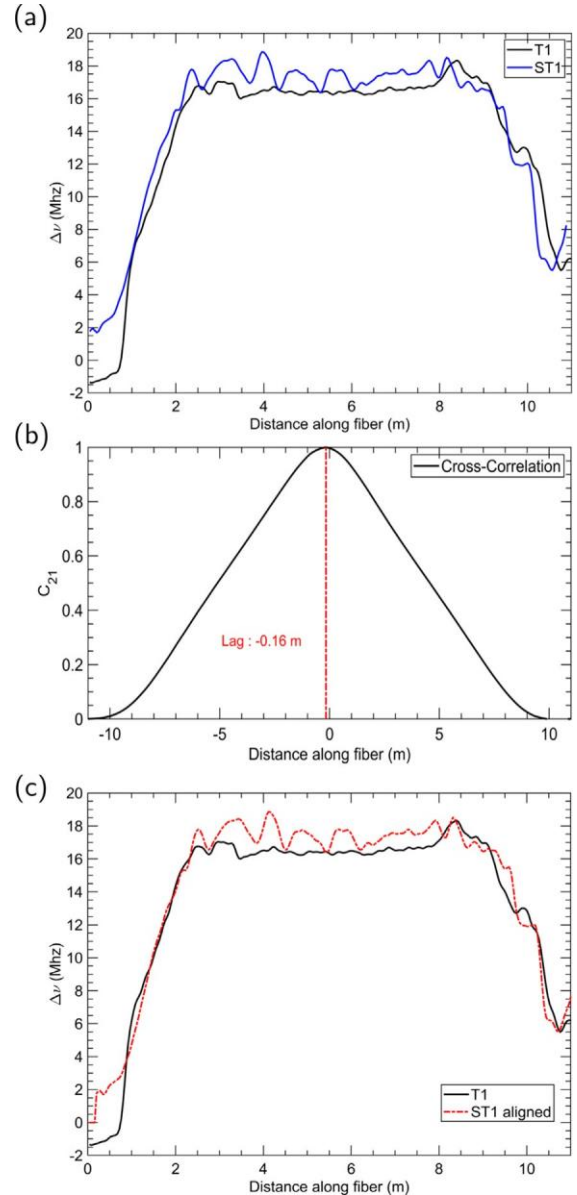 (a)
20
18
16
14
12
10
8
6
4
2
0
-2
Δν (Mhz)
T1
ST1
0 2 4 6 8 10
Distance along fiber (m)
(b)
1
0.8
0.6
0.4
0.2
0
C21
Cross-Correlation
Lag : -0.16 m
-10 -5 0 5 10
Distance along fiber (m)
(c)
20
18
16
14
12
10
8
6
4
2
0
-2
Δν (Mhz)
T1
ST1 aligned
0 2 4 6 8 10
Distance along fiber (m)